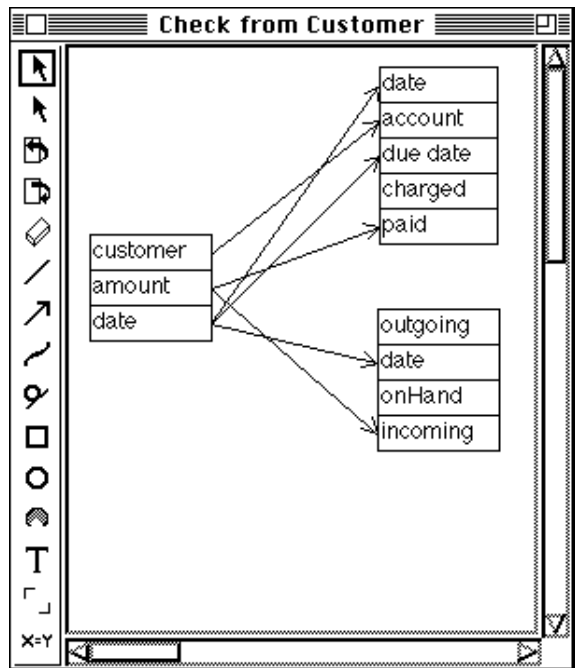 Check from Customer
date
account
due date
charged
paid
customer
amount
date
outgoing
date
onHand
incoming
T
X=Y